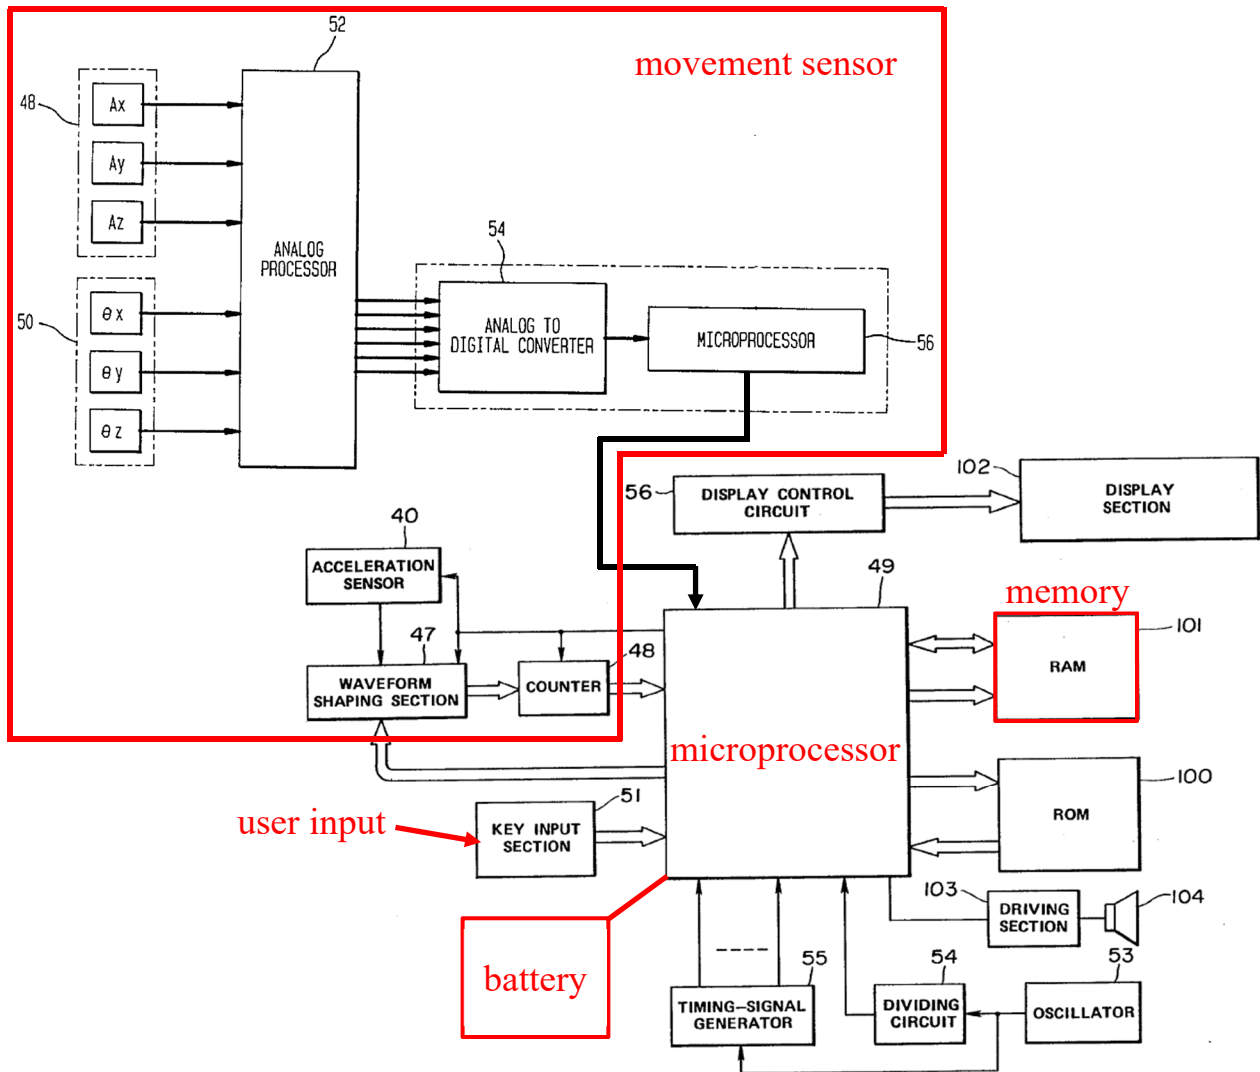 52
movement sensor
48
Ax
Ay
Az
ANALOG
PROCESSOR
54
50
θx
θy
θz
ANALOG TO
DIGITAL CONVERTER
MICROPROCESSOR
56
102
56
DISPLAY CONTROL
CIRCUIT
DISPLAY
SECTION
40
ACCELERATION
SENSOR
49
memory
101
RAM
47
WAVEFORM
SHAPING SECTION
48
COUNTER
microprocessor
100
ROM
51
user input
KEY INPUT
SECTION
103
DRIVING
SECTION
104
battery
55
TIMING-SIGNAL
GENERATOR
54
DIVIDING
CIRCUIT
53
OSCILLATOR